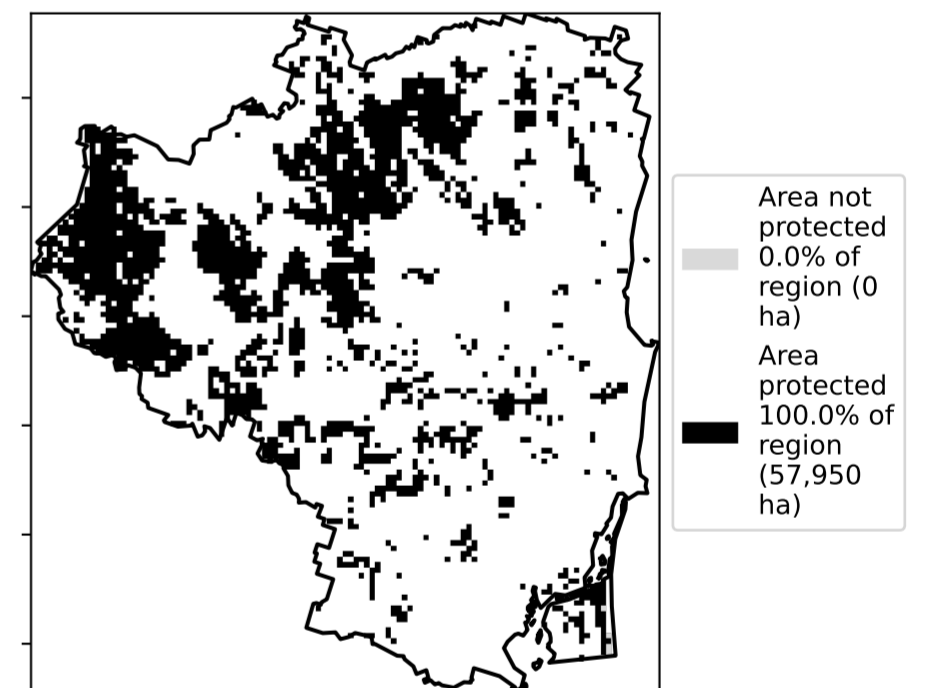 Area not
protected
0.0% of
region (0
ha)
Area
protected
100.0% of
region
(57,950
ha)